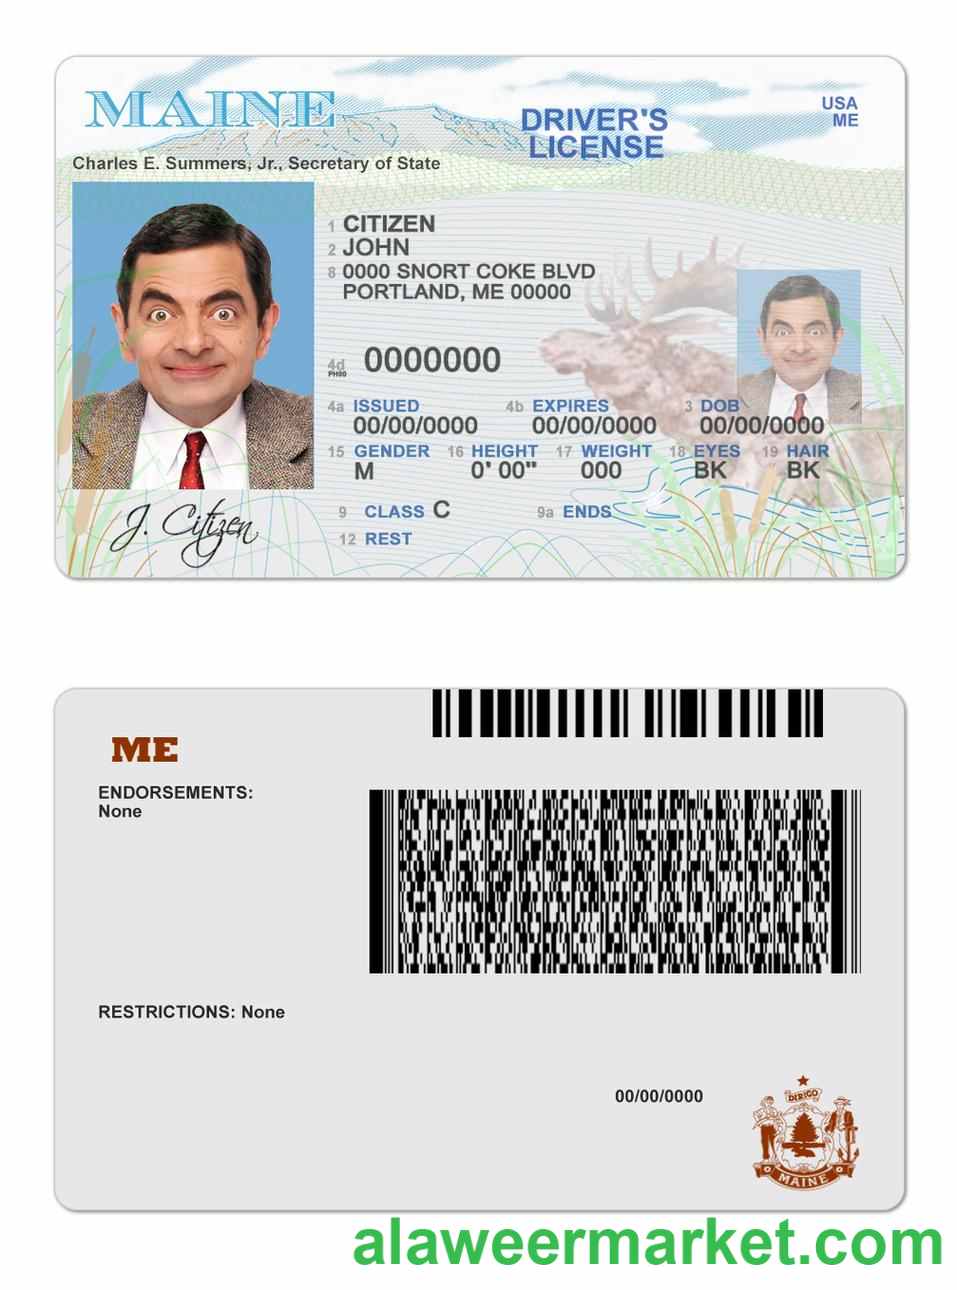 MAINE
DRIVER'S
LICENSE
USA
ME
Charles E. Summers, Jr., Secretary of State
1 CITIZEN
2 JOHN
8 0000 SNORT COKE BLVD
PORTLAND, ME 00000
4d 0000000
PH00
4a ISSUED 4b EXPIRES 3 DOB
00/00/0000 00/00/0000 00/00/0000
15 GENDER 16 HEIGHT 17 WEIGHT 18 EYES 19 HAIR
M 0' 00" 000 BK BK
9 CLASS C 9a ENDS
12 REST
J. Citizen
ME
ENDORSEMENTS:
None
RESTRICTIONS: None
00/00/0000
DIRIGO
MAINE
alaweermarket.com